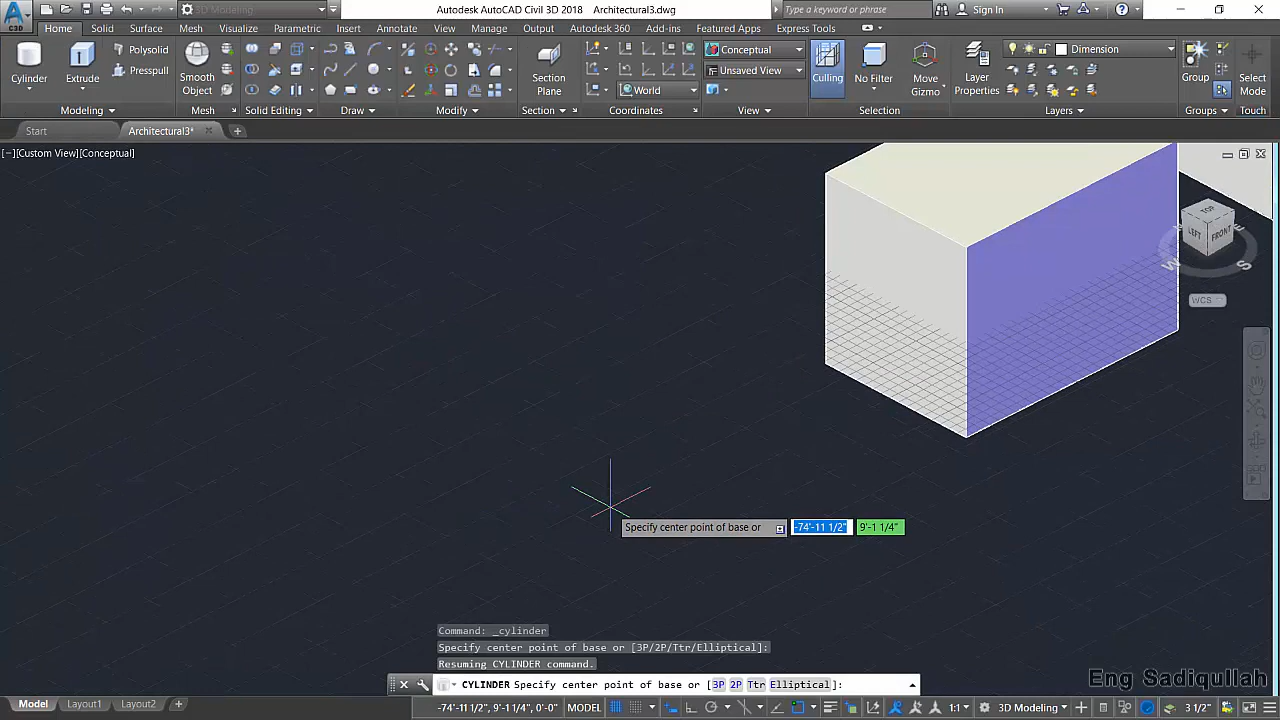 C3D 3D Modeling Autodesk AutoCAD Civil 3D 2018 Architectural3.dwg Type a keyword or phrase Sign In
Home Solid Surface Mesh Visualize Parametric Insert Annotate View Manage Output Autodesk 360 Add-ins Featured Apps Express Tools
Polysolid Conceptual Dimension
Presspull Unsaved View
Cylinder Extrude Smooth Object Section Plane World Culling No Filter Move Gizmo Layer Properties Group Select Mode
Modeling Mesh Solid Editing Draw Modify Section Coordinates View Selection Layers Groups Touch
Start Architectural3*
[−][Custom View][Conceptual]
TOP
LEFT FRONT
W E S
WCS
Specify center point of base or -74'-11 1/2" 9'-1 1/4"
Command: _cylinder
Specify center point of base or [3P/2P/Ttr/Elliptical]:
Resuming CYLINDER command.
CYLINDER Specify center point of base or [3P 2P Ttr Elliptical]:
Eng Sadiqullah
Model Layout1 Layout2 -74'-11 1/2", 9'-1 1/4", 0'-0" MODEL 1:1 3D Modeling 3 1/2"